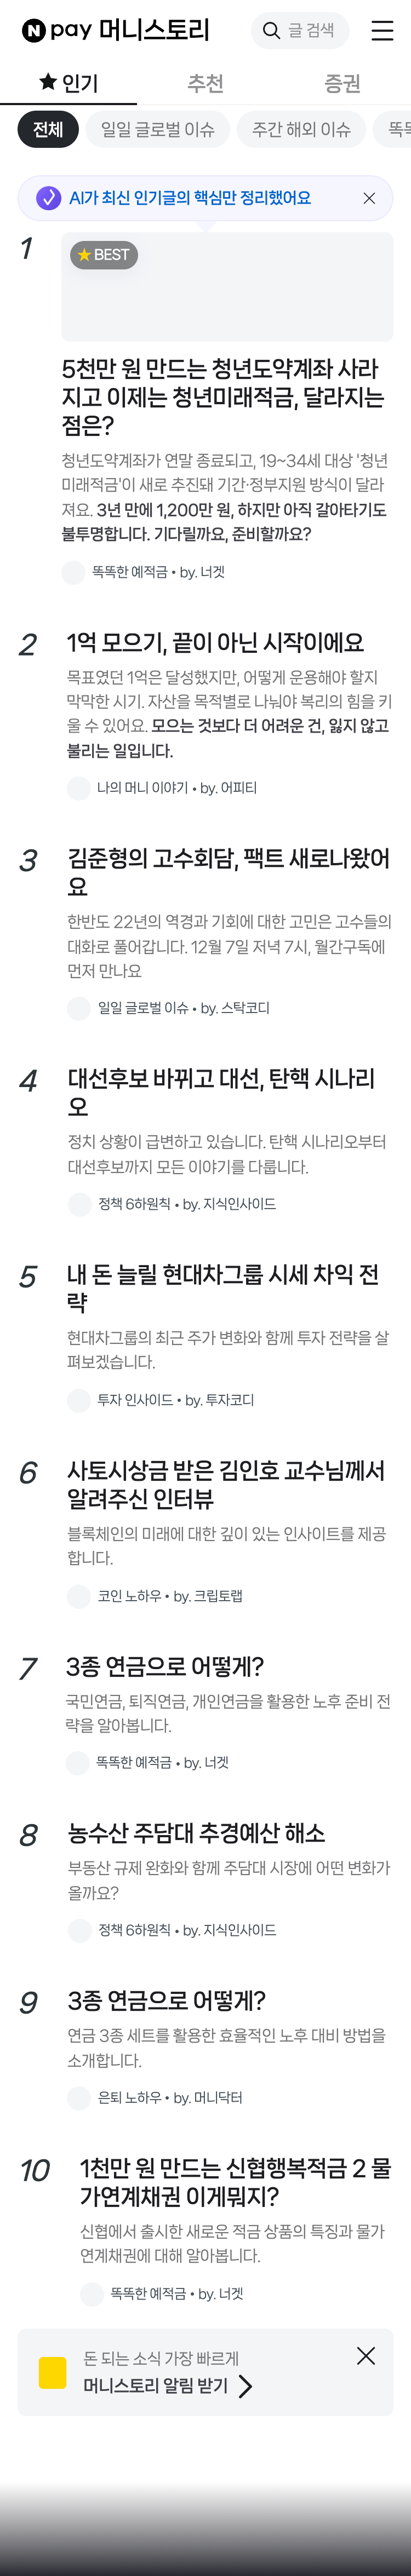 N pay 머니스토리
글 검색
인기
추천
증권
전체
일일 글로벌 이슈
주간 해외 이슈
AI가 최신 인기글의 핵심만 정리했어요
1
BEST
5천만 원 만드는 청년도약계좌 사라
지고 이제는 청년미래적금, 달라지는
점은?
청년도약계좌가 연말 종료되고, 19~34세 대상 '청년
미래적금'이 새로 추진돼 기간·정부지원 방식이 달라
져요. 3년 만에 1,200만 원, 하지만 아직 갈아타기도
불투명합니다. 기다릴까요, 준비할까요?
똑똑한 예적금 • by. 너겟
2
1억 모으기, 끝이 아닌 시작이에요
목표였던 1억은 달성했지만, 어떻게 운용해야 할지
막막한 시기. 자산을 목적별로 나눠야 복리의 힘을 키
울 수 있어요. 모으는 것보다 더 어려운 건, 잃지 않고
불리는 일입니다.
나의 머니 이야기 • by. 어피티
3
김준형의 고수회담, 팩트 새로나왔어
요
한반도 22년의 역경과 기회에 대한 고민은 고수들의
대화로 풀어갑니다. 12월 7일 저녁 7시, 월간구독에
먼저 만나요
일일 글로벌 이슈 • by. 스탁코디
4
대선후보 바뀌고 대선, 탄핵 시나리
오
정치 상황이 급변하고 있습니다. 탄핵 시나리오부터
대선후보까지 모든 이야기를 다룹니다.
정책 6하원칙 • by. 지식인사이드
5
내 돈 늘릴 현대차그룹 시세 차익 전
략
현대차그룹의 최근 주가 변화와 함께 투자 전략을 살
펴보겠습니다.
투자 인사이드 • by. 투자코디
6
사토시상금 받은 김인호 교수님께서
알려주신 인터뷰
블록체인의 미래에 대한 깊이 있는 인사이트를 제공
합니다.
코인 노하우 • by. 크립토랩
7
3종 연금으로 어떻게?
국민연금, 퇴직연금, 개인연금을 활용한 노후 준비 전
략을 알아봅니다.
똑똑한 예적금 • by. 너겟
8
농수산 주담대 추경예산 해소
부동산 규제 완화와 함께 주담대 시장에 어떤 변화가
올까요?
정책 6하원칙 • by. 지식인사이드
9
3종 연금으로 어떻게?
연금 3종 세트를 활용한 효율적인 노후 대비 방법을
소개합니다.
은퇴 노하우 • by. 머니닥터
10
1천만 원 만드는 신협행복적금 2 물
가연계채권 이게뭐지?
신협에서 출시한 새로운 적금 상품의 특징과 물가
연계채권에 대해 알아봅니다.
똑똑한 예적금 • by. 너겟
돈 되는 소식 가장 빠르게
머니스토리 알림 받기